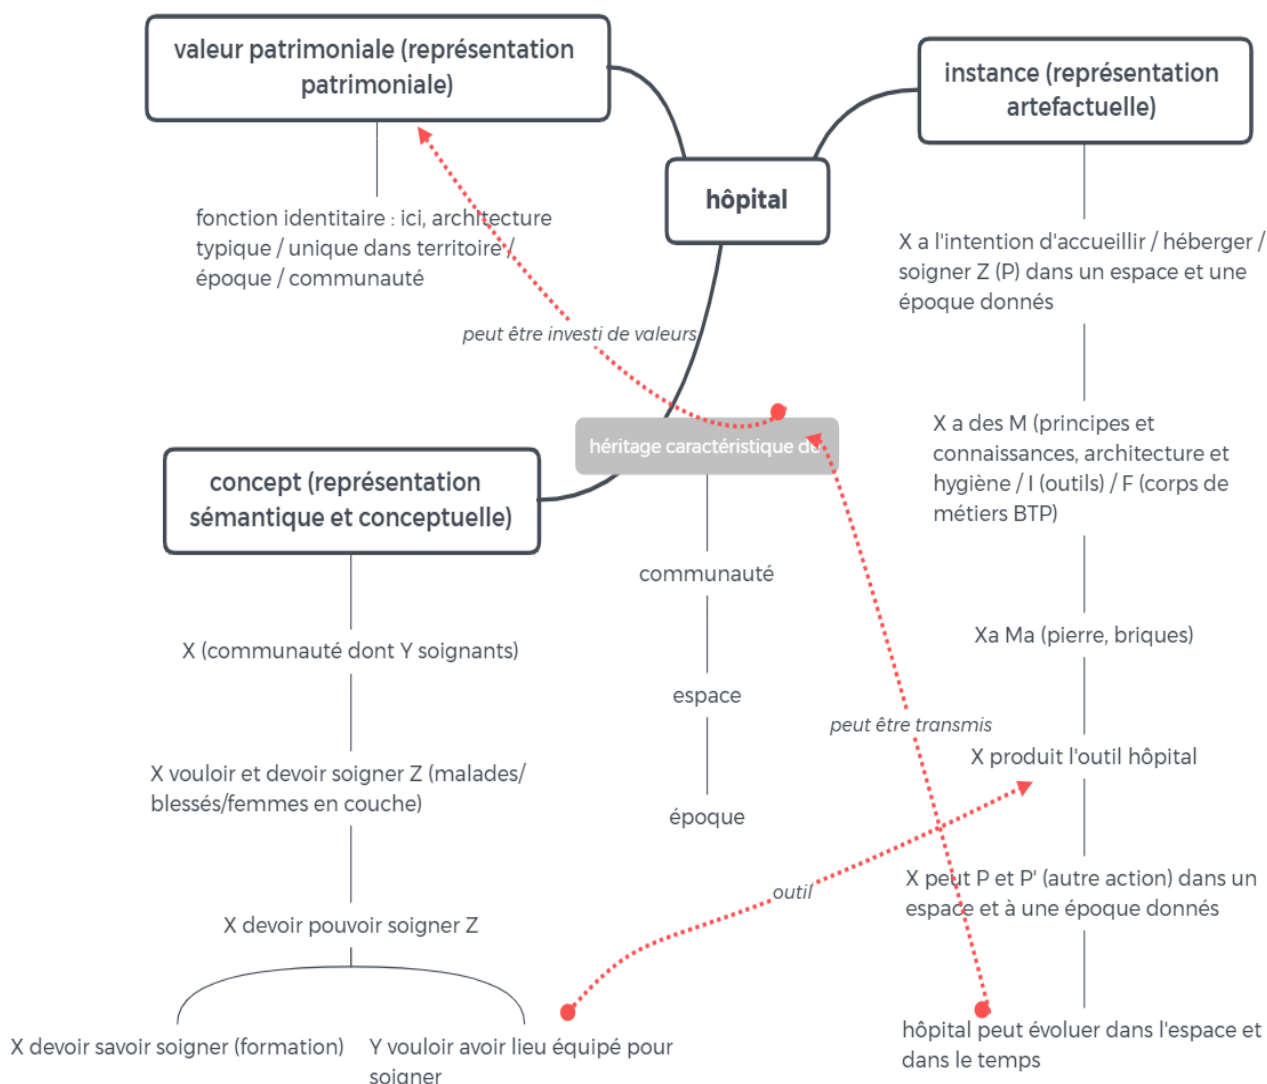 valeur patrimoniale (représentation
patrimoniale)
fonction identitaire : ici, architecture
typique / unique dans territoire /
époque / communauté
hôpital
instance (représentation
artefactuelle)
X a l'intention d'accueillir / héberger /
soigner Z (P) dans un espace et une
époque donnés
X a des M (principes et
connaissances, architecture et
hygiène / I (outils) / F (corps de
métiers BTP)
Xa Ma (pierre, briques)
X produit l'outil hôpital
X peut P et P' (autre action) dans un
espace et à une époque donnés
hôpital peut évoluer dans l'espace et
dans le temps
peut être investi de valeurs
héritage caractéristique de
communauté
espace
époque
peut être transmis
outil
concept (représentation
sémantique et conceptuelle)
X (communauté dont Y soignants)
X vouloir et devoir soigner Z (malades/
blessés/femmes en couche)
X devoir pouvoir soigner Z
X devoir savoir soigner (formation)
Y vouloir avoir lieu équipé pour
soigner